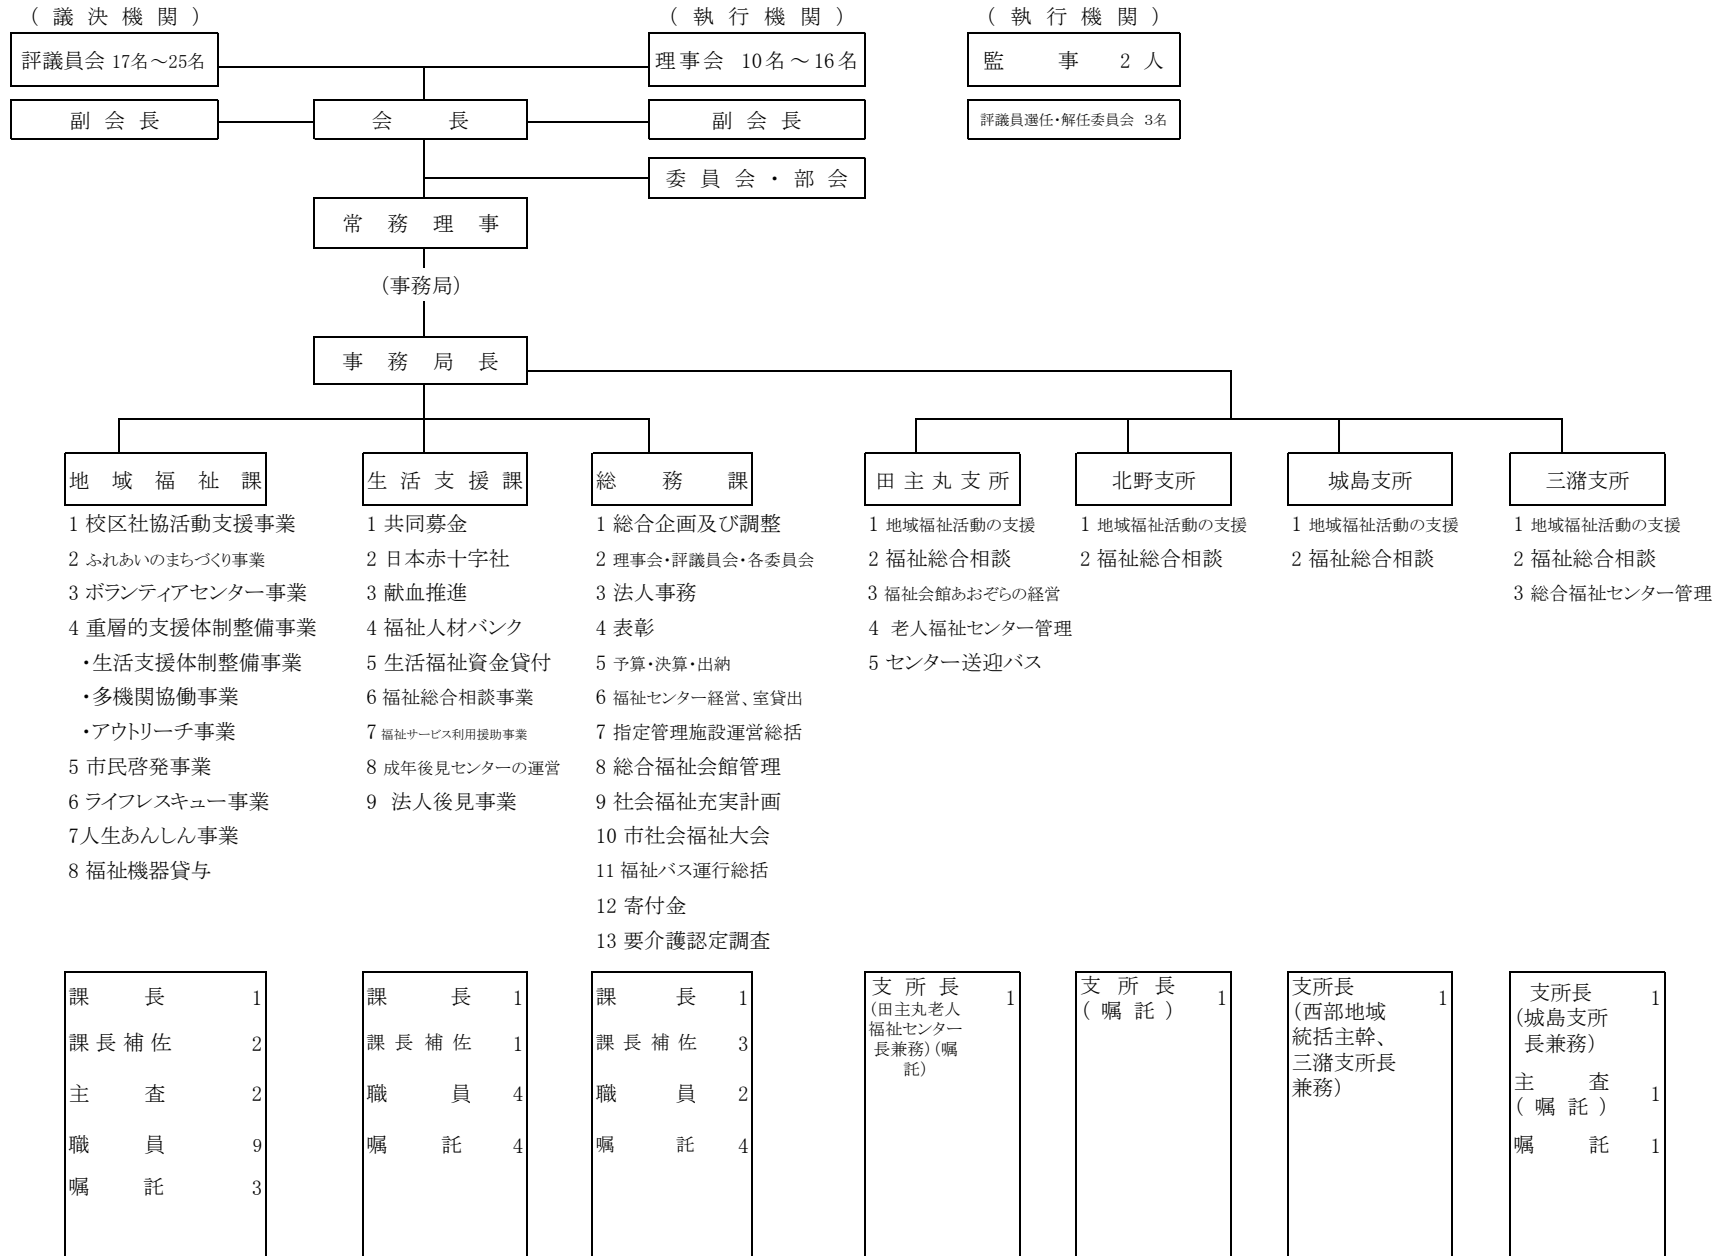 (議決機関)
(執行機関)
(執行機関)
評議員会 17名～25名
理事会 10名～16名
監事 2人
副会長
会長
副会長
評議員選任・解任委員会 3名
委員会・部会
常務理事
(事務局)
事務局長
地域福祉課
1 校区社協活動支援事業
2 ふれあいのまちづくり事業
3 ボランティアセンター事業
4 重層的支援体制整備事業
・生活支援体制整備事業
・多機関協働事業
・アウトリーチ事業
5 市民啓発事業
6 ライフレスキュー事業
7人生あんしん事業
8 福祉機器貸与
生活支援課
1 共同募金
2 日本赤十字社
3 献血推進
4 福祉人材バンク
5 生活福祉資金貸付
6 福祉総合相談事業
7 福祉サービス利用援助事業
8 成年後見センターの運営
9 法人後見事業
総務課
1 総合企画及び調整
2 理事会・評議員会・各委員会
3 法人事務
4 表彰
5 予算・決算・出納
6 福祉センター経営、室貸出
7 指定管理施設運営総括
8 総合福祉会館管理
9 社会福祉充実計画
10 市社会福祉大会
11 福祉バス運行総括
12 寄付金
13 要介護認定調査
田主丸支所
1 地域福祉活動の支援
2 福祉総合相談
3 福祉会館あおぞらの経営
4 老人福祉センター管理
5 センター送迎バス
北野支所
1 地域福祉活動の支援
2 福祉総合相談
城島支所
1 地域福祉活動の支援
2 福祉総合相談
三潴支所
1 地域福祉活動の支援
2 福祉総合相談
3 総合福祉センター管理
課長 1
課長補佐 2
主査 2
職員 9
嘱託 3
課長 1
課長補佐 1
職員 4
嘱託 4
課長 1
課長補佐 3
職員 2
嘱託 4
支所長 1
(田主丸老人
福祉センター
長兼務)(嘱
託)
支所長 1
(嘱託)
支所長 1
(西部地域
統括主幹、
三潴支所長
兼務)
支所長 1
(城島支所
長兼務)
主査 1
(嘱託)
嘱託 1